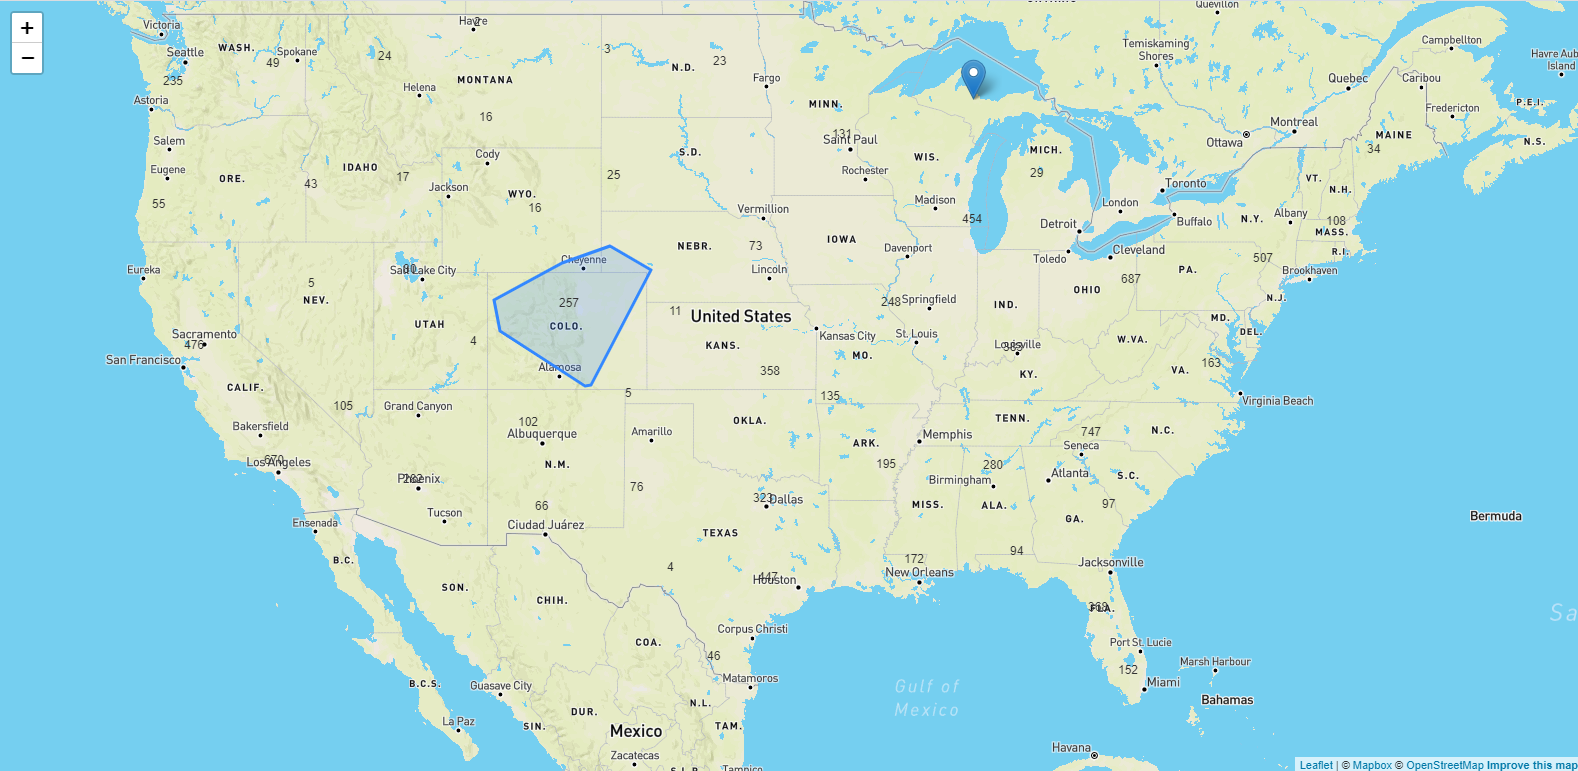 +
−
Victoria
Havre
2
Quevillon
Campbellton
Seattle
WASH.
Spokane
49
24
3
23
N.D.
Fargo
Temiskaming
Shores
Quebec
Caribou
Havre Aub
Island
235
MONTANA
Helena
Astoria
MINN.
Fredericton
P.E.I.
16
131
Saint Paul
Montreal
Ottawa
MAINE
34
N.S.
Salem
Eugene
ORE.
IDAHO
43
17
Cody
Jackson
WYO.
16
S.D.
25
Rochester
WIS.
MICH.
29
Toronto
VT.
N.H.
55
Vermillion
Madison
454
London
Detroit
Buffalo
N.Y.
Albany
108
MASS.
R.I.
Eureka
Salt Lake City
Cheyenne
NEBR.
73
IOWA
Davenport
Lincoln
Toledo
Cleveland
PA.
507
Brookhaven
687
5
NEV.
257
COLO.
11
United States
248
Springfield
IND.
OHIO
N.J.
MD.
DEL.
Sacramento
476
UTAH
4
KANS.
Kansas City
St. Louis
MO.
Louisville
W.VA.
San Francisco
Alamosa
358
KY.
VA.
163
CALIF.
105
Grand Canyon
5
135
Virginia Beach
Bakersfield
102
Albuquerque
Amarillo
OKLA.
ARK.
Memphis
TENN.
747
Seneca
N.C.
Los Angeles
670
N.M.
195
280
Birmingham
Atlanta
S.C.
Phoenix
76
66
323
Dallas
MISS.
ALA.
GA.
97
Tucson
Ensenada
Ciudad Juárez
TEXAS
Bermuda
B.C.
172
94
New Orleans
Jacksonville
SON.
4
447
Houston
CHIH.
FLA.
Sa
COA.
Corpus Christi
Port St. Lucie
46
152
Marsh Harbour
B.C.S.
Guasave City
Matamoros
Gulf of
Mexico
Miami
Bahamas
N.L.
DUR.
La Paz
SIN.
Mexico
TAM.
Zacatecas
Havana
Leaflet | © Mapbox © OpenStreetMap Improve this map